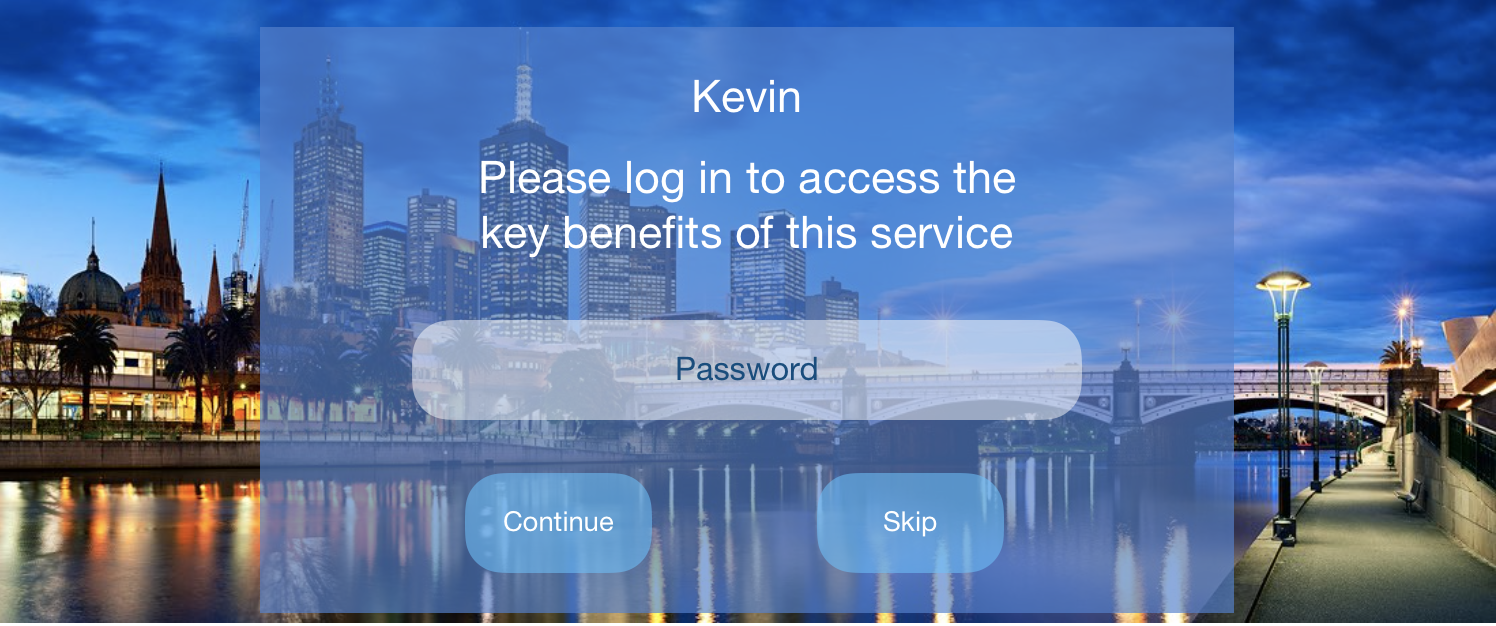 Kevin
Please log in to access the
key benefits of this service
Password
Continue
Skip